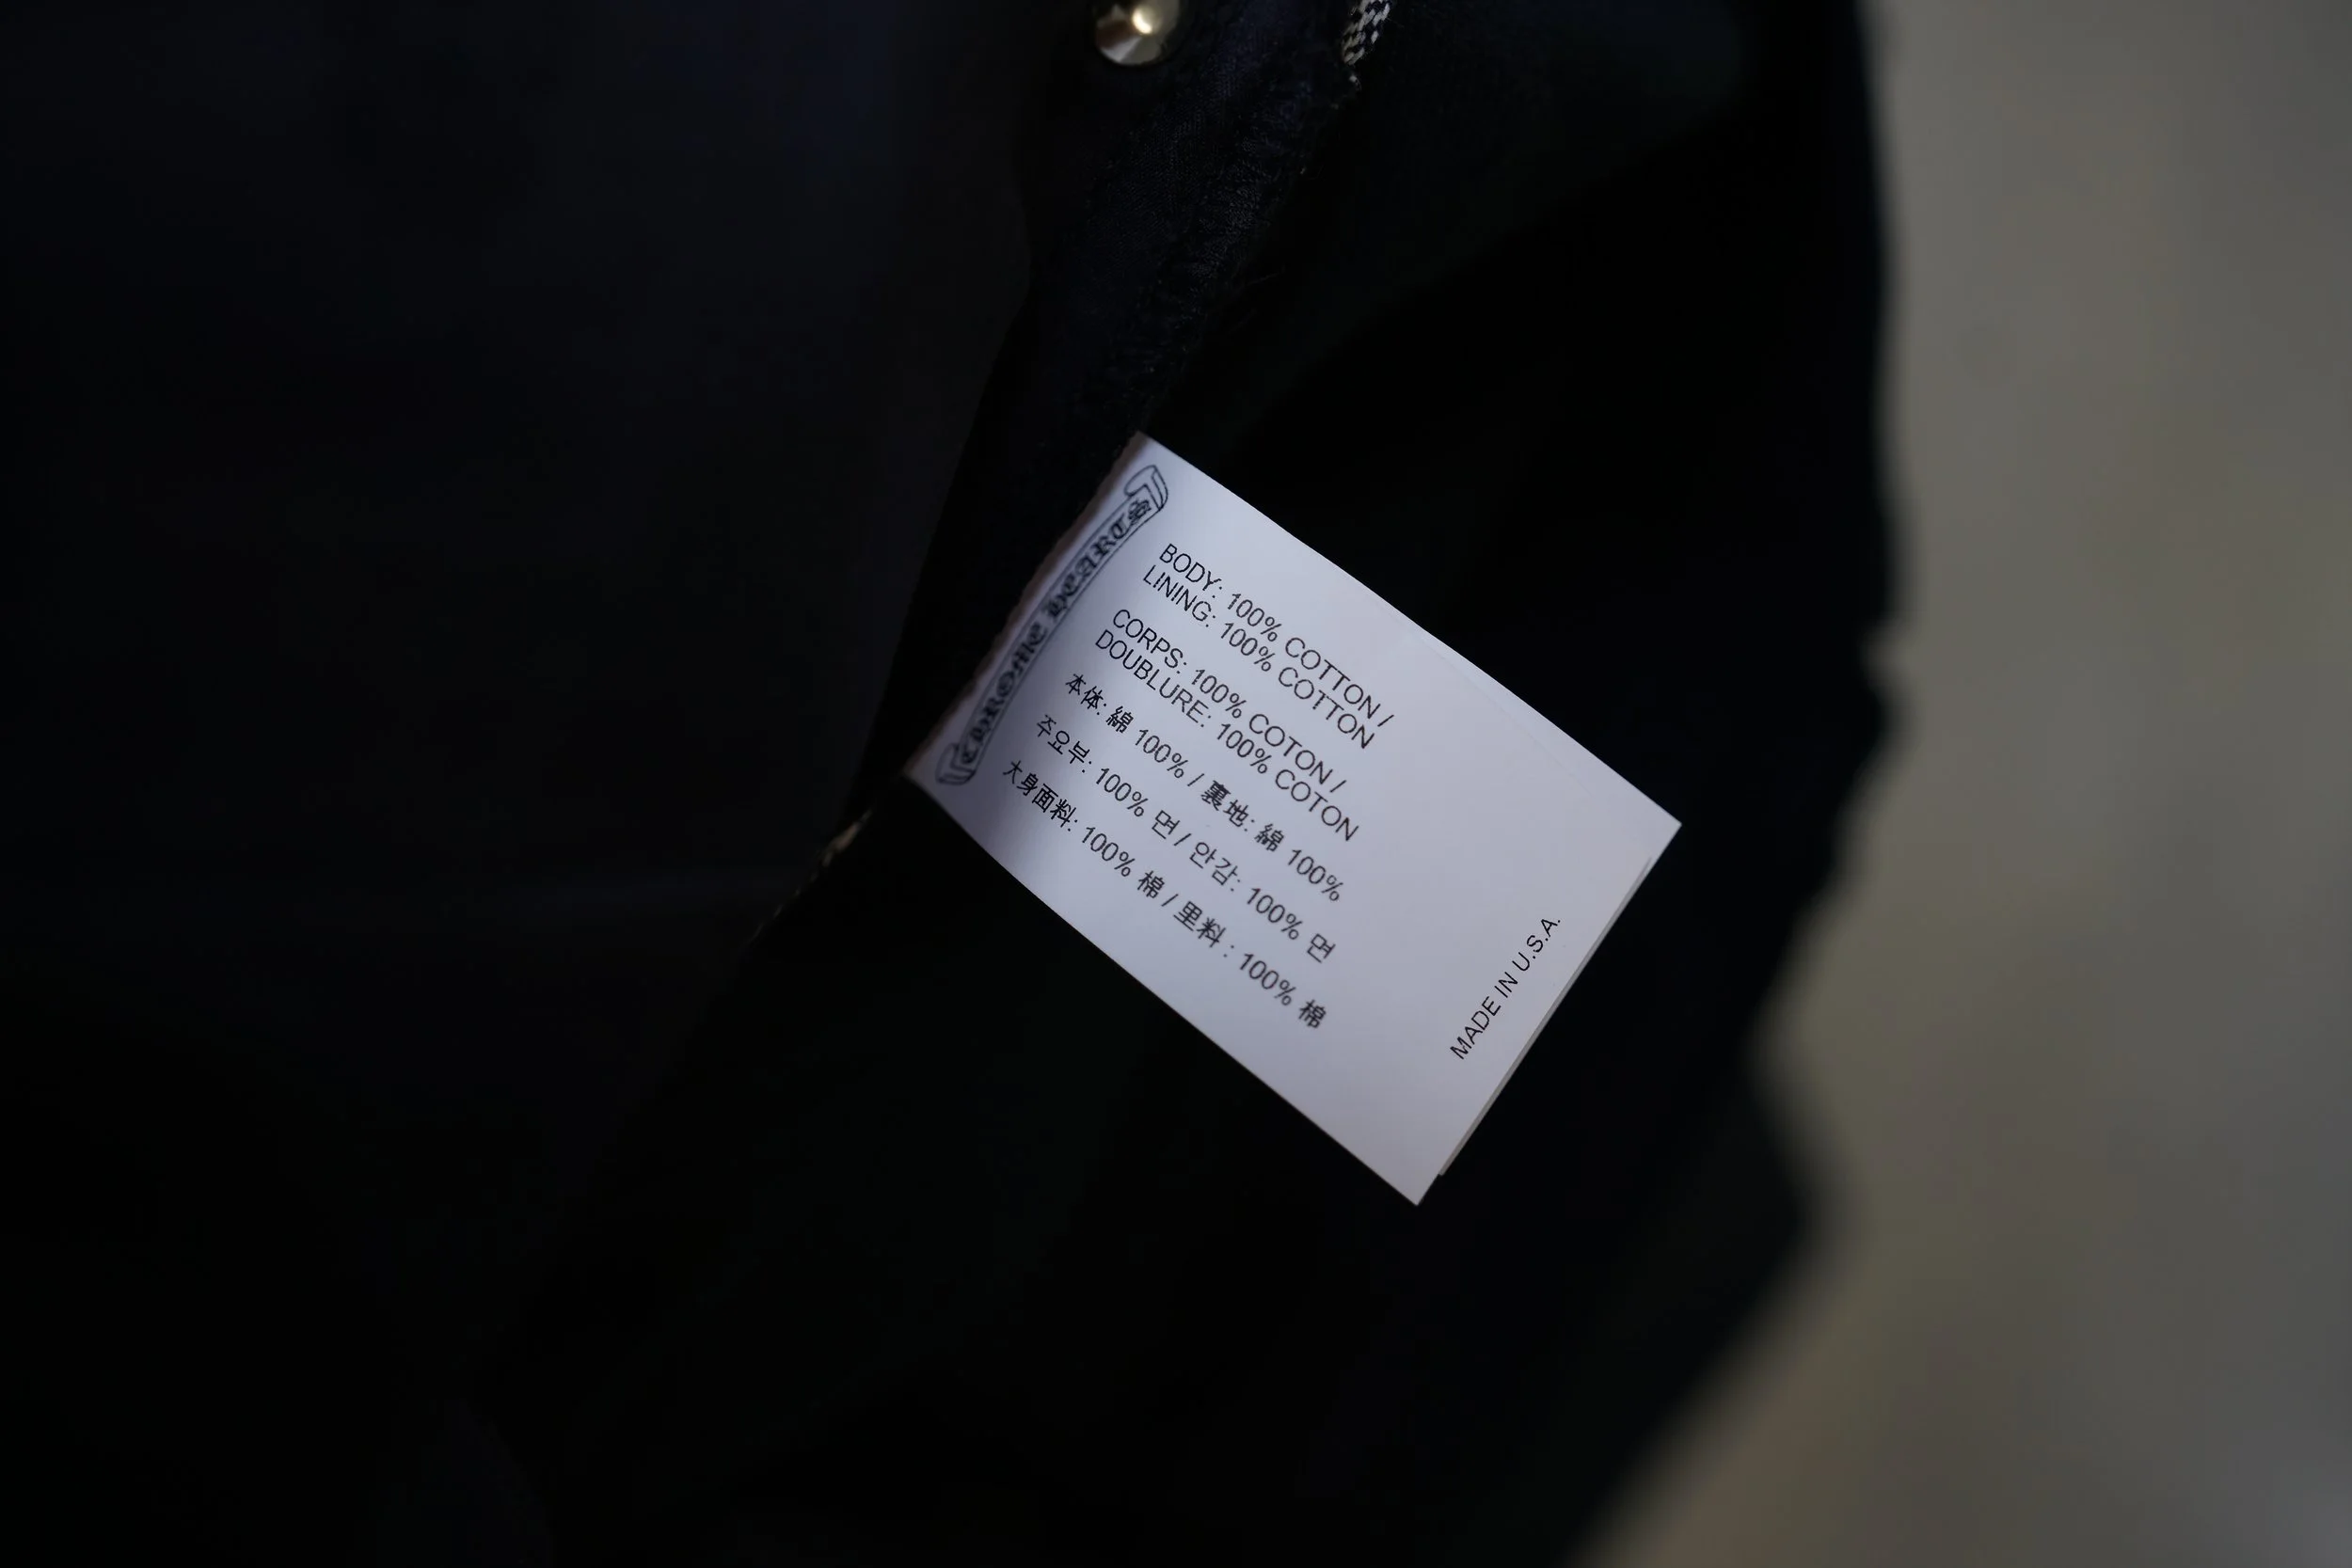 CHROME HEARTS
BODY: 100% COTTON /
LINING: 100% COTTON
CORPS: 100% COTON /
DOUBLURE: 100% COTON
本体: 綿 100% / 裏地: 綿 100%
주요부: 100% 면 / 안감: 100% 면
大身面料: 100% 棉 / 里料 : 100% 棉
MADE IN U.S.A.